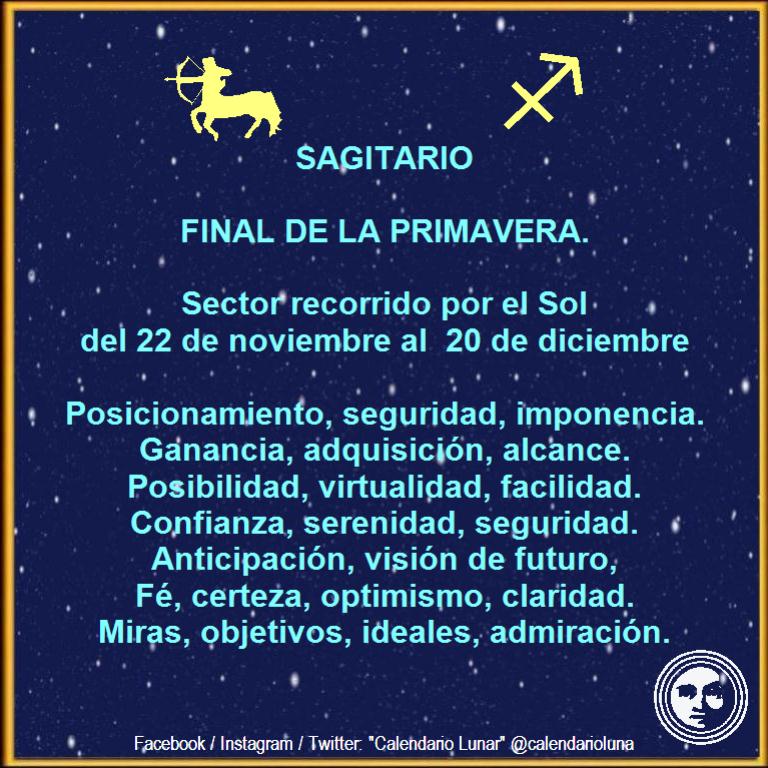 SAGITARIO
FINAL DE LA PRIMAVERA.
Sector recorrido por el Sol
del 22 de noviembre al  20 de diciembre
Posicionamiento, seguridad, imponencia.
Ganancia, adquisición, alcance.
Posibilidad, virtualidad, facilidad.
Confianza, serenidad, seguridad.
Anticipación, visión de futuro,
Fé, certeza, optimismo, claridad.
Miras, objetivos, ideales, admiración.
Facebook / Instagram / Twitter: "Calendario Lunar" @calendarioluna